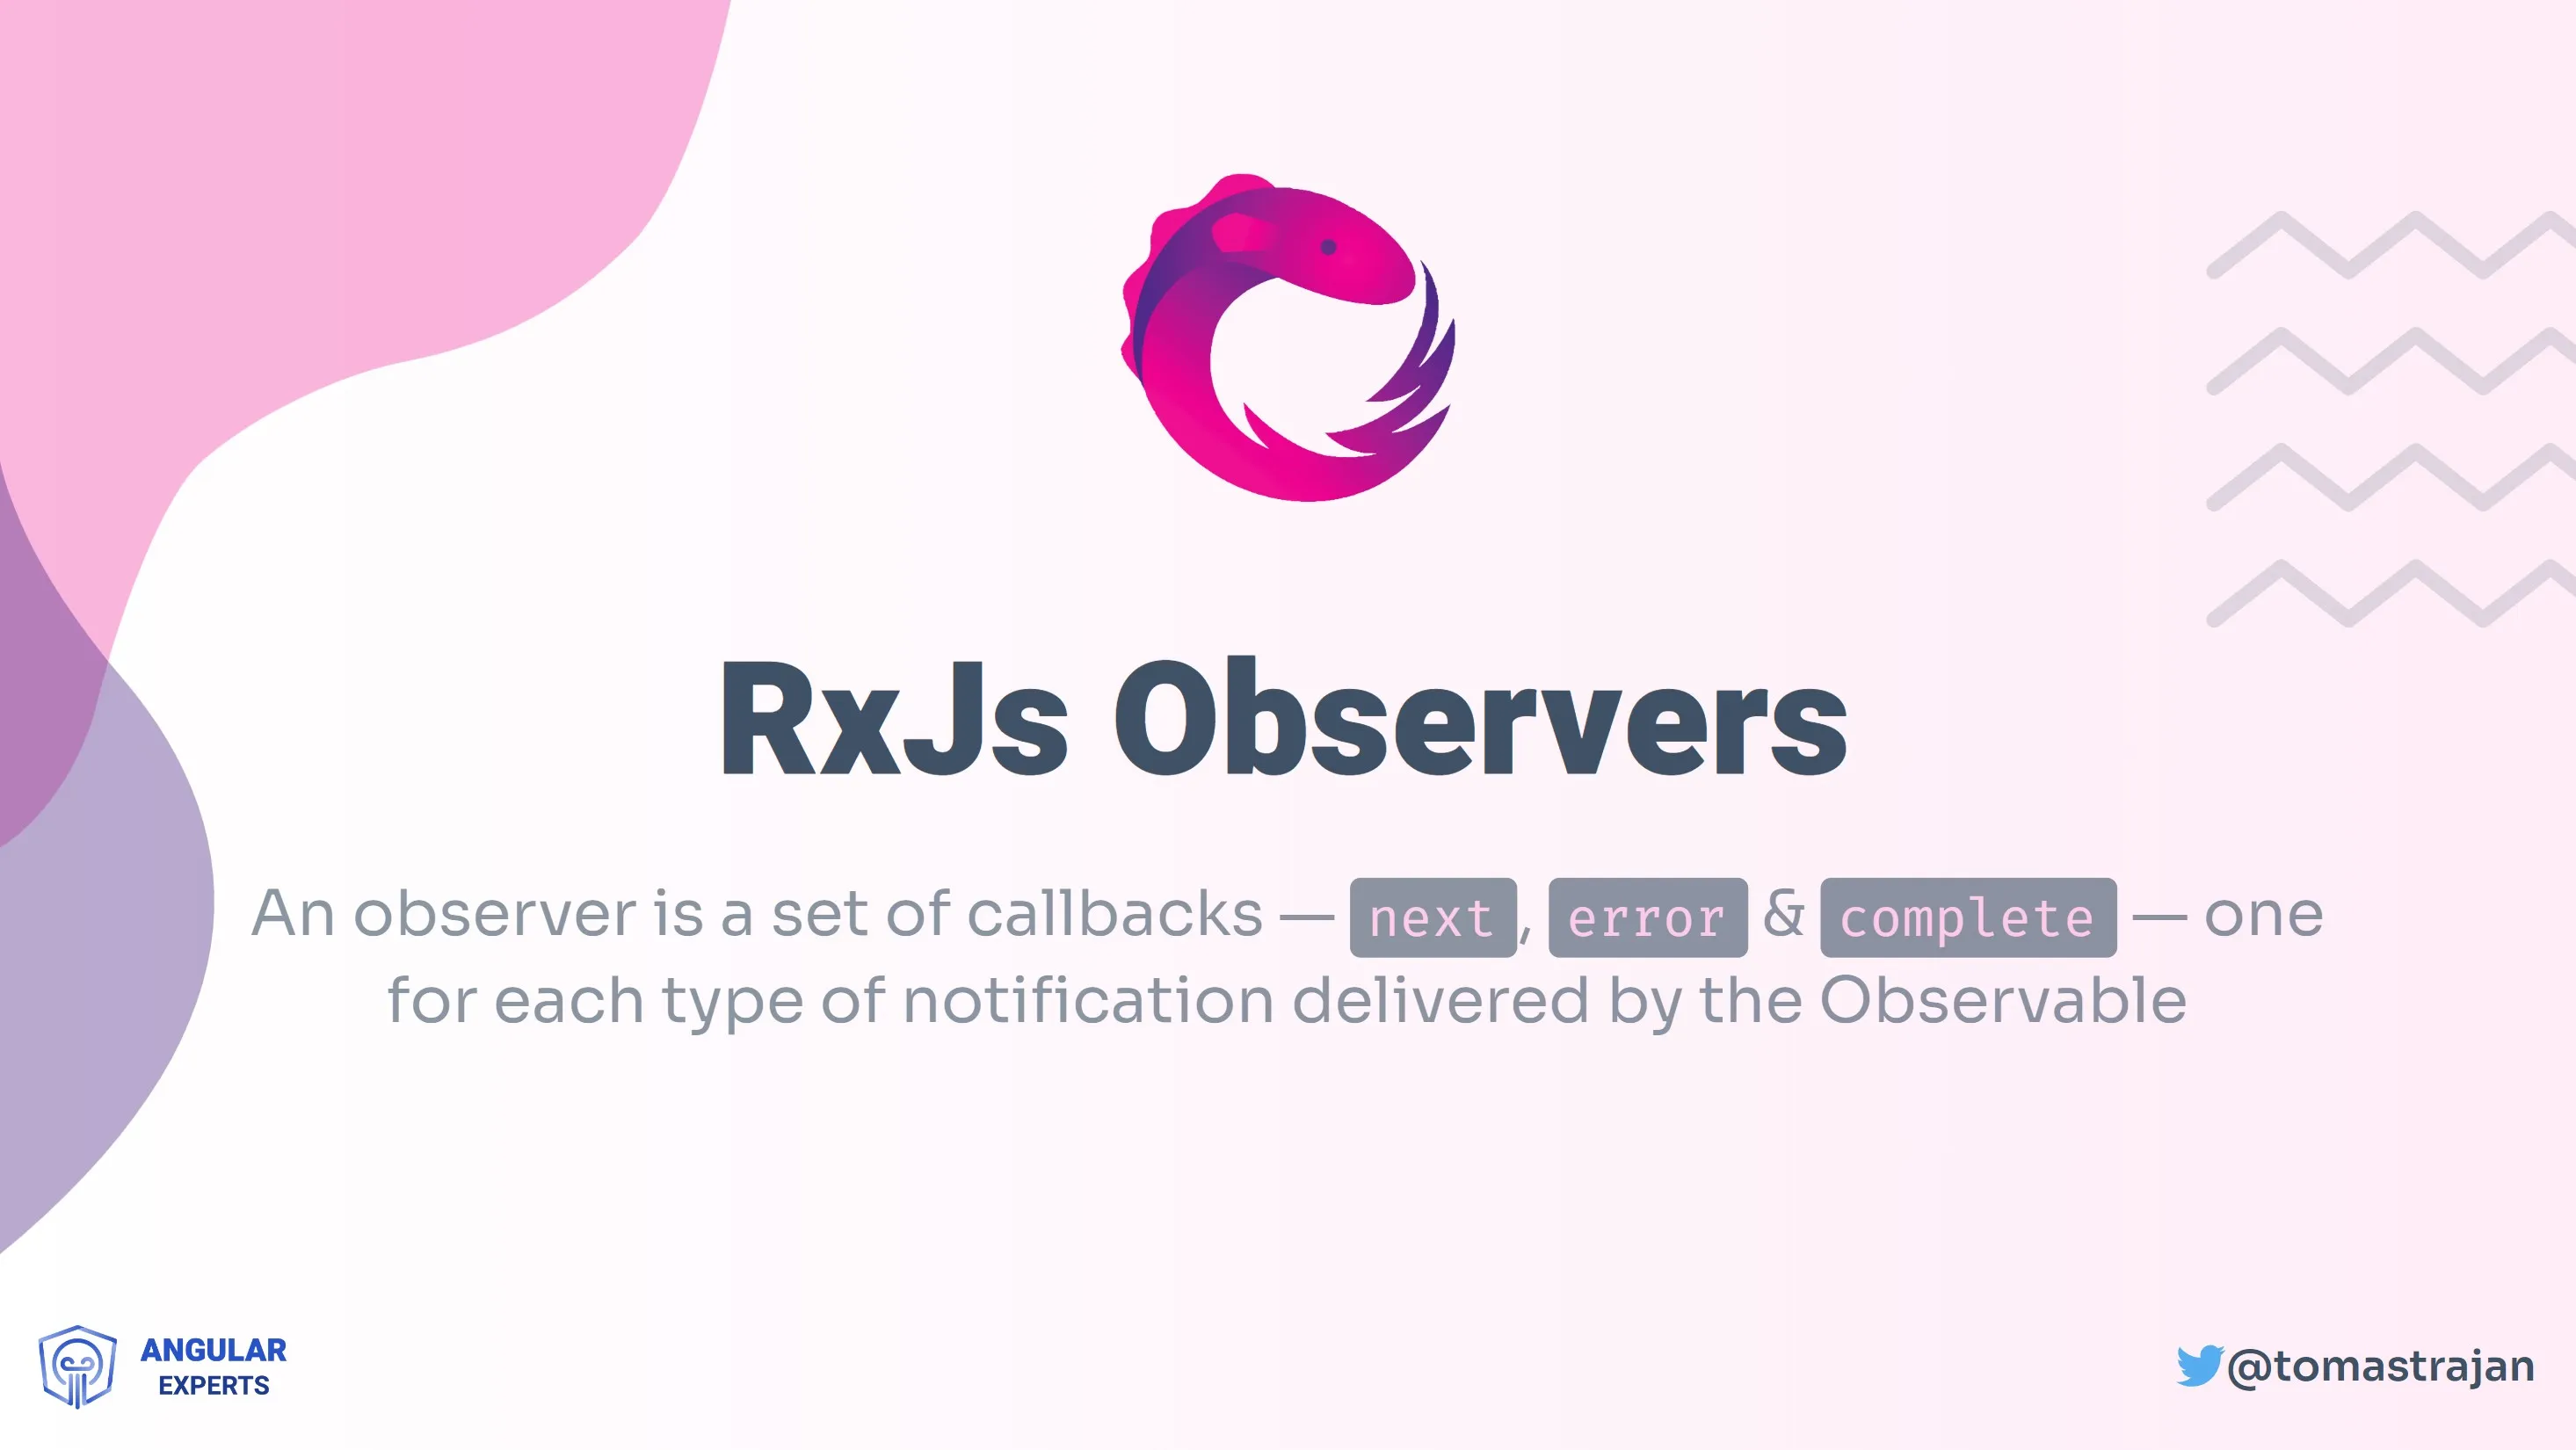 RxJs Observers
An observer is a set of callbacks — next, error & complete — one
for each type of notification delivered by the Observable
ANGULAR
EXPERTS
@tomastrajan